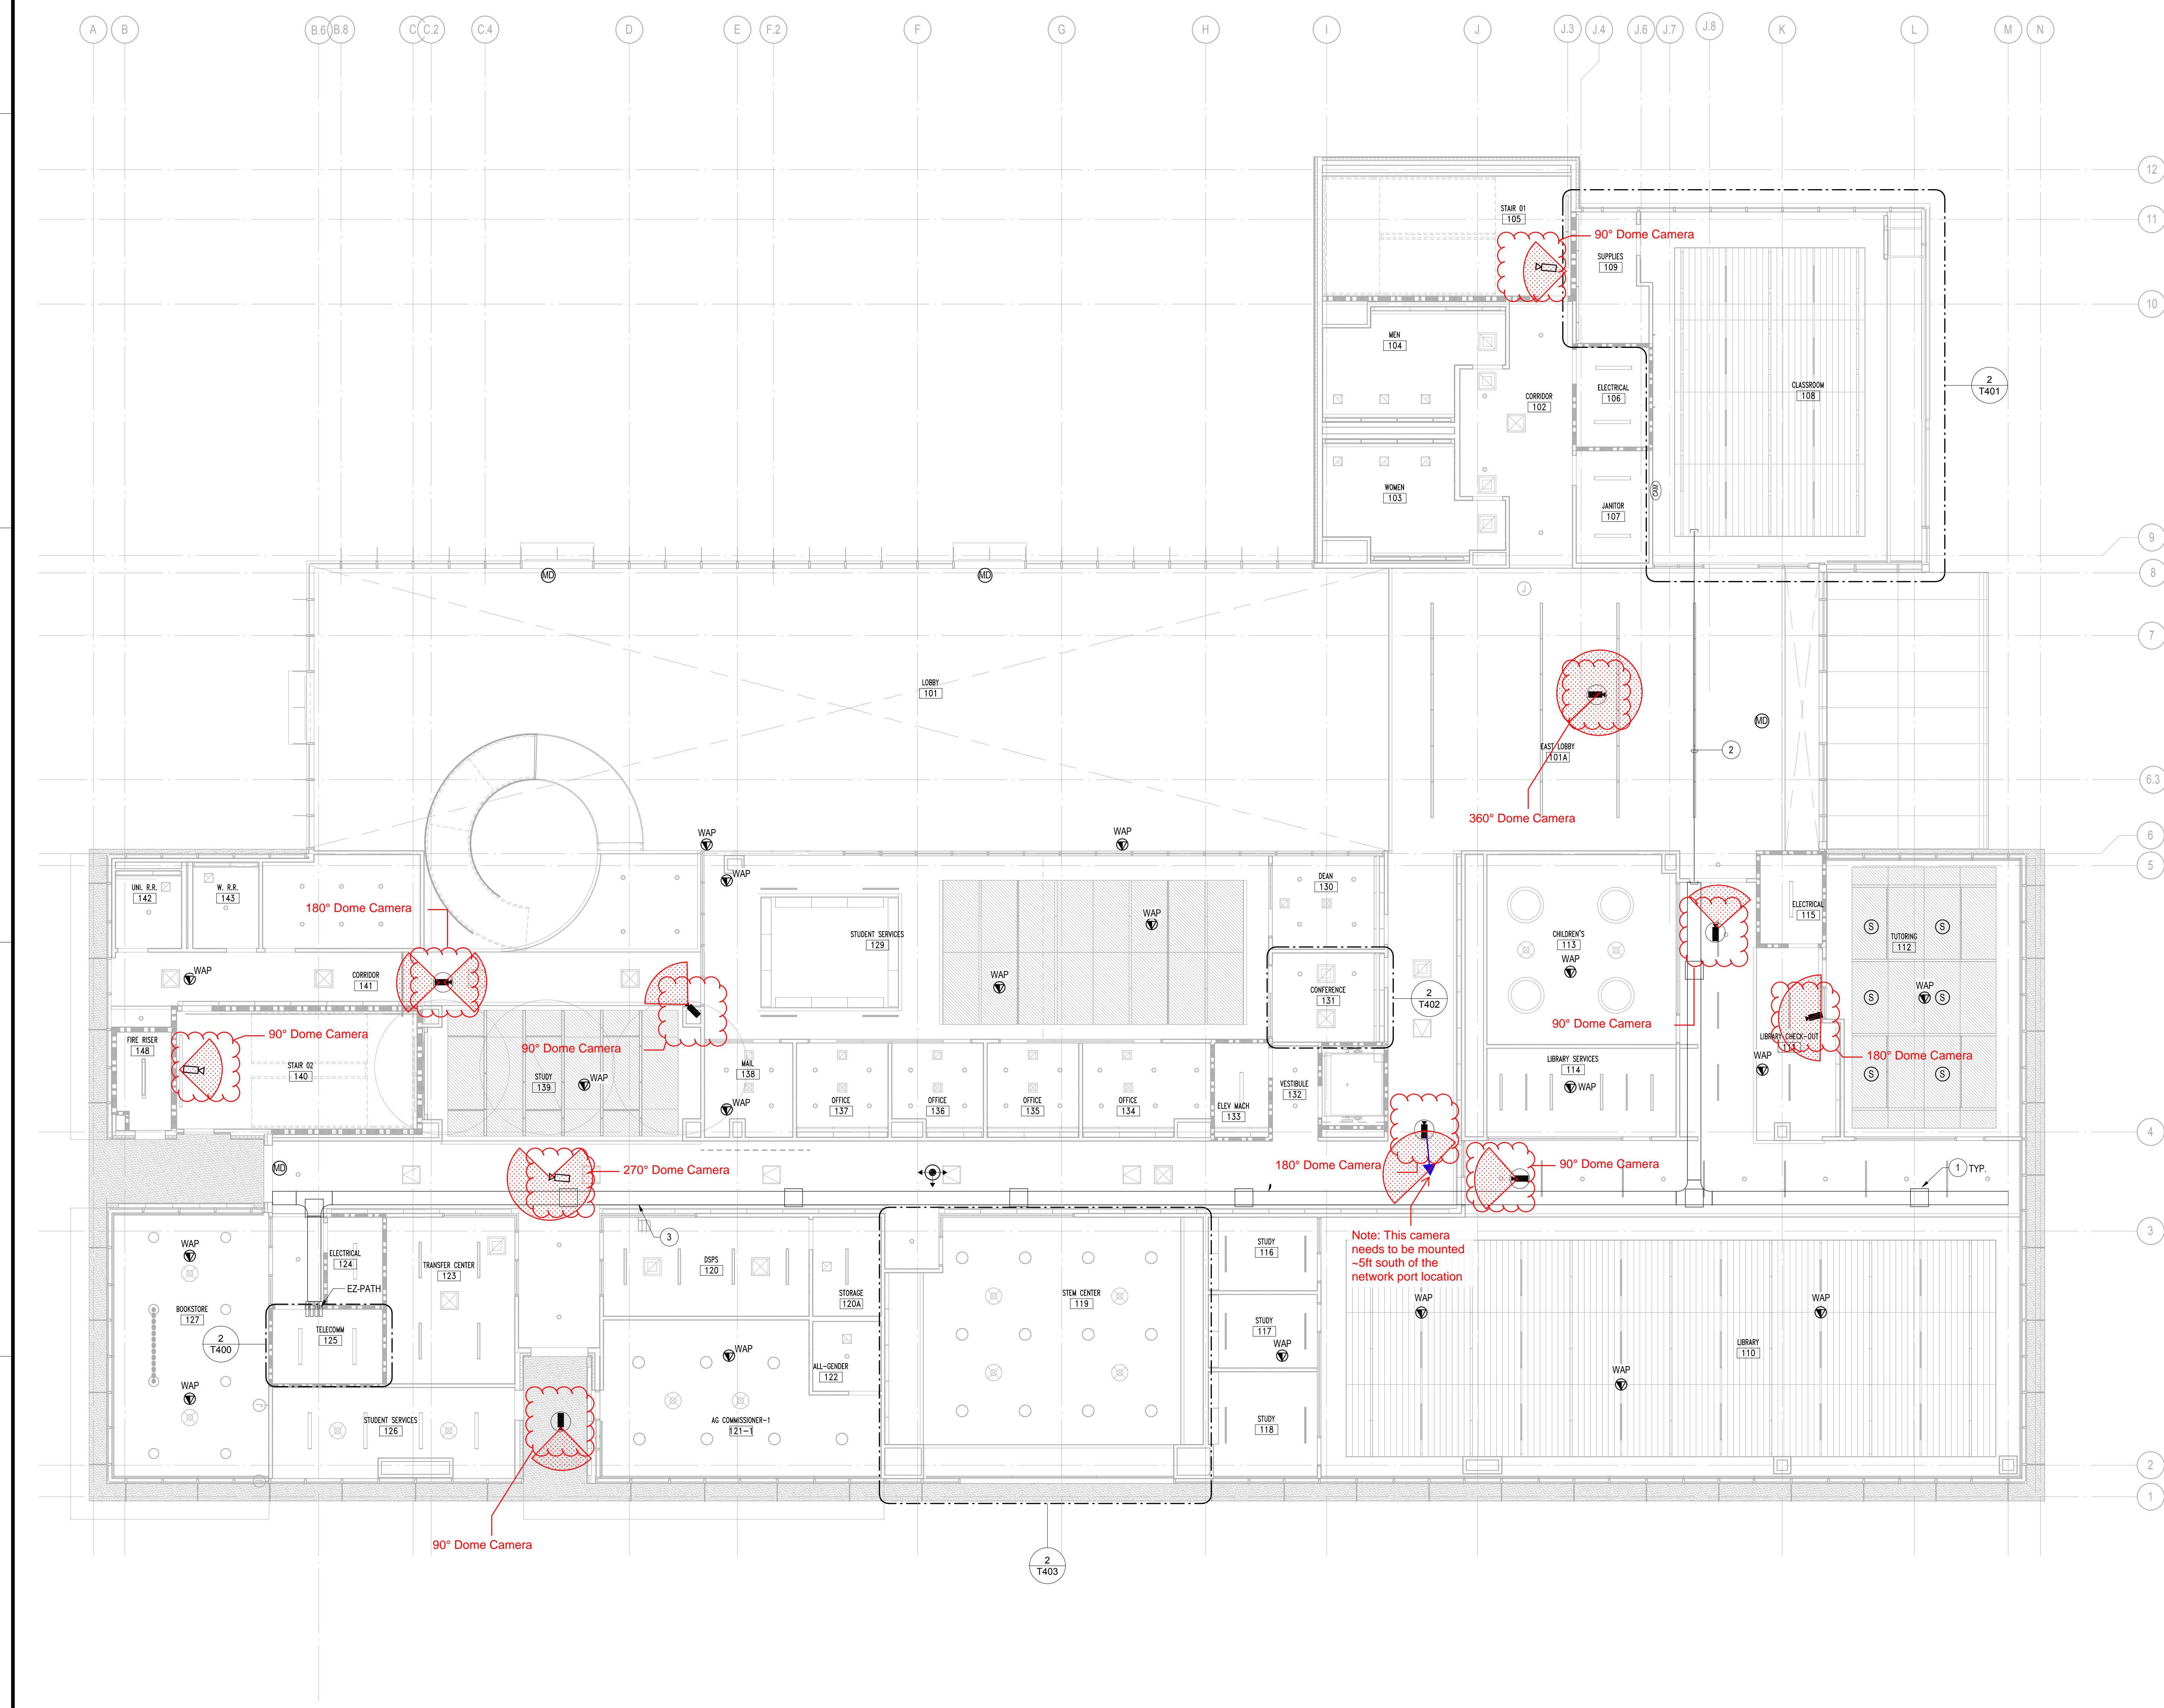 A
B
B.6
B.8
C
C.2
C.4
D
E
F.2
F
G
H
I
J
J.3
J.4
J.6
J.7
J.8
K
L
M
N
12
11
10
9
8
7
6.3
6
5
4
3
2
1
STAIR 01
105
90° Dome Camera
SUPPLIES
109
MEN
104
ELECTRICAL
106
CORRIDOR
102
CLASSROOM
108
2
T401
WOMEN
103
CAM
JANITOR
107
MD
MD
J
LOBBY
101
MD
EAST LOBBY
101A
2
360° Dome Camera
WAP
WAP
WAP
UNI. R.R.
142
W. R.R.
143
180° Dome Camera
DEAN
130
ELECTRICAL
115
WAP
STUDENT SERVICES
129
CHILDREN'S
113
WAP
TUTORING
112
S
S
WAP
CORRIDOR
141
WAP
CONFERENCE
131
2
T402
WAP
S
S
90° Dome Camera
90° Dome Camera
FIRE RISER
148
STAIR 02
140
90° Dome Camera
STUDY
139
WAP
MAIL
138
WAP
OFFICE
137
OFFICE
136
OFFICE
135
OFFICE
134
ELEV MACH
133
VESTIBULE
132
LIBRARY SERVICES
114
WAP
LIBRARY CHECK-OUT
111
WAP
180° Dome Camera
S
S
MD
270° Dome Camera
180° Dome Camera
90° Dome Camera
1
TYP.
3
Note: This camera
needs to be mounted
~5ft south of the
network port location
WAP
ELECTRICAL
124
TRANSFER CENTER
123
DSPS
120
STORAGE
120A
STUDY
116
EZ-PATH
BOOKSTORE
127
2
T400
TELECOMM
125
STEM CENTER
119
STUDY
117
WAP
WAP
WAP
LIBRARY
110
WAP
WAP
ALL-GENDER
122
WAP
STUDENT SERVICES
126
AG COMMISSIONER-1
121-1
STUDY
118
J
J
90° Dome Camera
2
T403